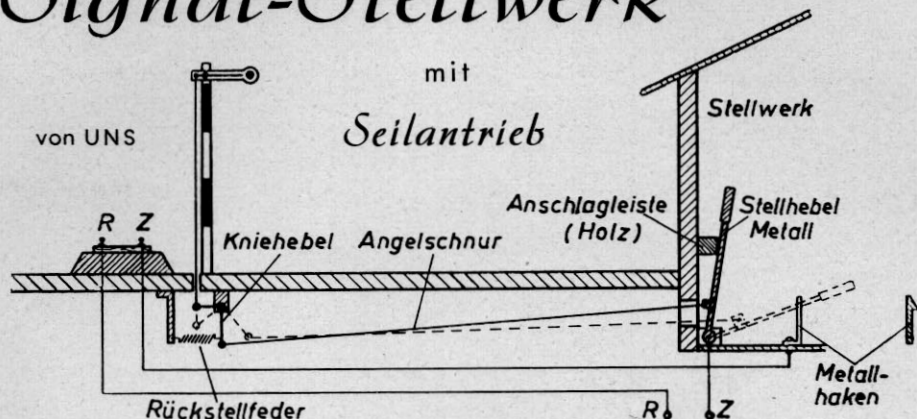 Signal-Stellwerk
mit
Seilantrieb
von UNS
Stellwerk
R Z
Kniehebel
Angelschnur
Anschlagleiste
(Holz)
Stellhebel
Metall
Rückstellfeder
R Z
Metall-
haken